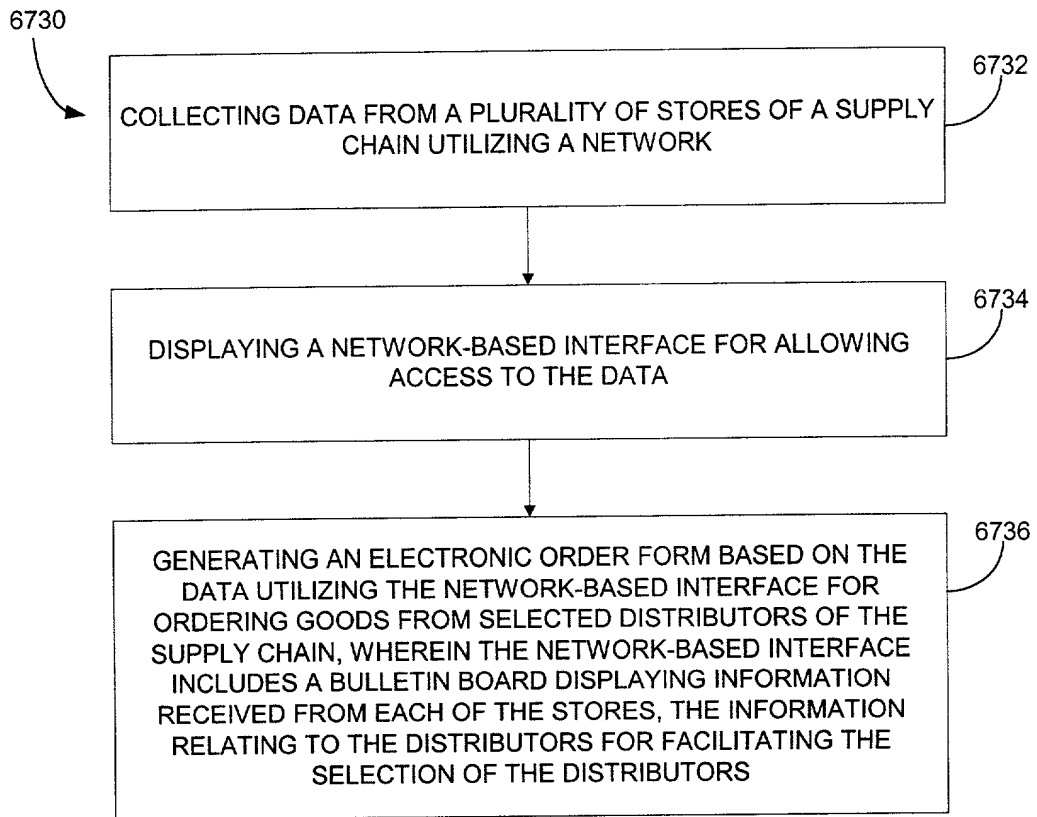 6730
6732
COLLECTING DATA FROM A PLURALITY OF STORES OF A SUPPLY
CHAIN UTILIZING A NETWORK
6734
DISPLAYING A NETWORK-BASED INTERFACE FOR ALLOWING
ACCESS TO THE DATA
6736
GENERATING AN ELECTRONIC ORDER FORM BASED ON THE
DATA UTILIZING THE NETWORK-BASED INTERFACE FOR
ORDERING GOODS FROM SELECTED DISTRIBUTORS OF THE
SUPPLY CHAIN, WHEREIN THE NETWORK-BASED INTERFACE
INCLUDES A BULLETIN BOARD DISPLAYING INFORMATION
RECEIVED FROM EACH OF THE STORES, THE INFORMATION
RELATING TO THE DISTRIBUTORS FOR FACILITATING THE
SELECTION OF THE DISTRIBUTORS